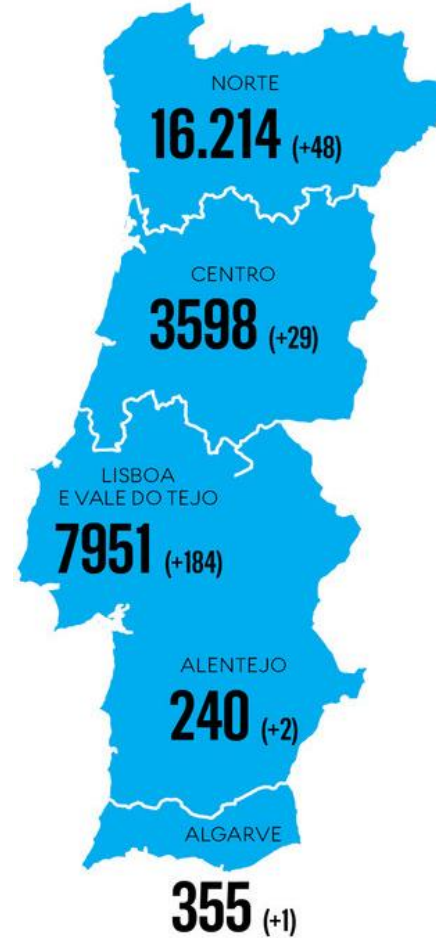 NORTE
16.214 (+48)
CENTRO
3598 (+29)
LISBOA
E VALE DO TEJO
7951 (+184)
ALENTEJO
240 (+2)
ALGARVE
355 (+1)